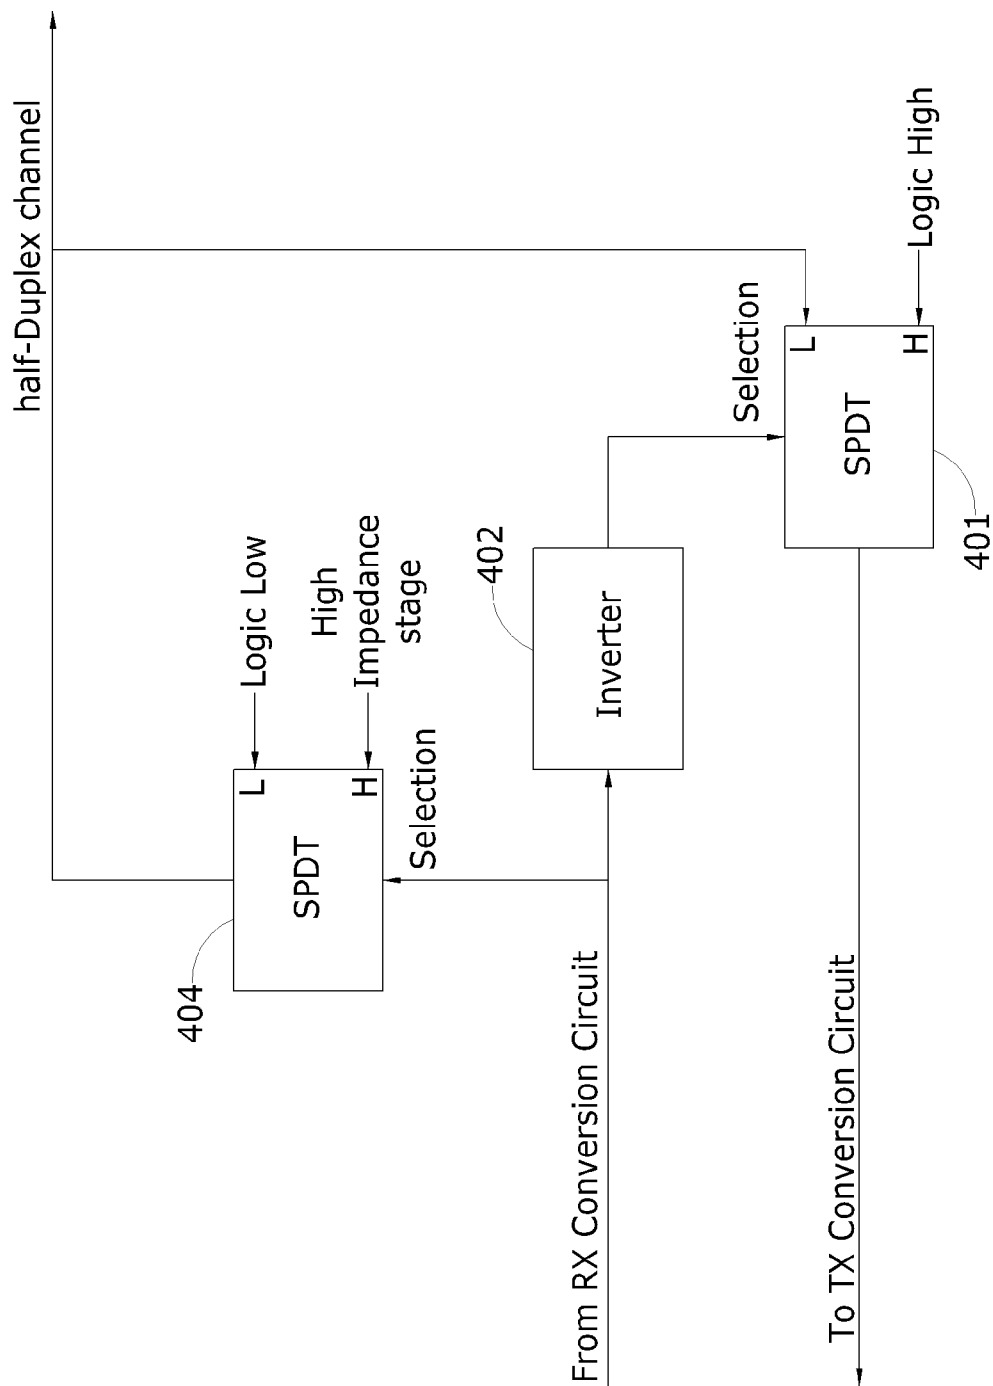 half-Duplex channel
Logic Low
High
Impedance
stage
L
H
SPDT
404
Selection
402
Inverter
Selection
Logic High
L
H
SPDT
401
From RX Conversion Circuit
To TX Conversion Circuit